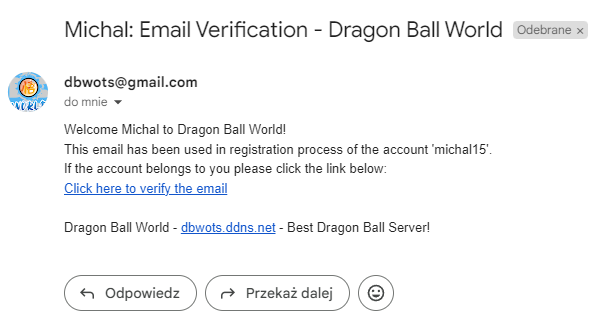 Michal: Email Verification - Dragon Ball World Odebrane ×
dbwots@gmail.com
do mnie
Welcome Michal to Dragon Ball World!
This email has been used in registration process of the account 'michal15'.
If the account belongs to you please click the link below:
Click here to verify the email
Dragon Ball World - dbwots.ddns.net - Best Dragon Ball Server!
Odpowiedz
Przekaż dalej